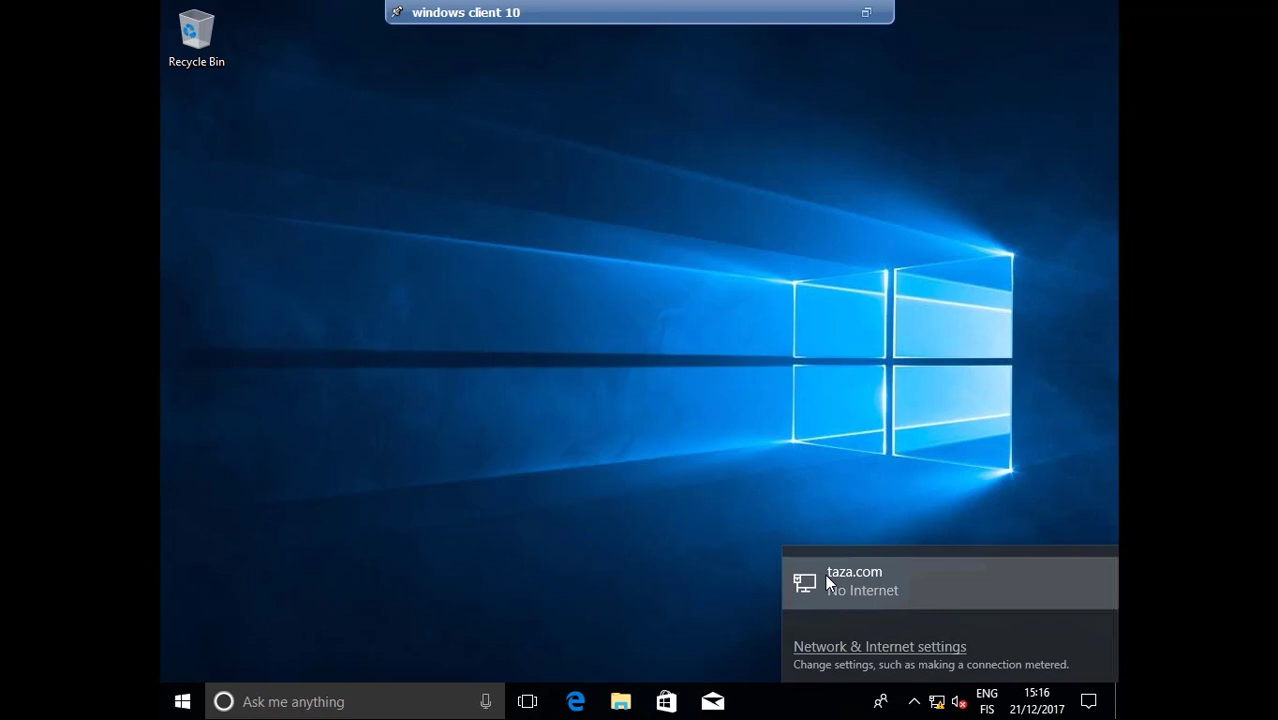 windows client 10
Recycle Bin
taza.com
No Internet
Network & Internet settings
Change settings, such as making a connection metered.
Ask me anything
ENG
FIS
15:16
21/12/2017